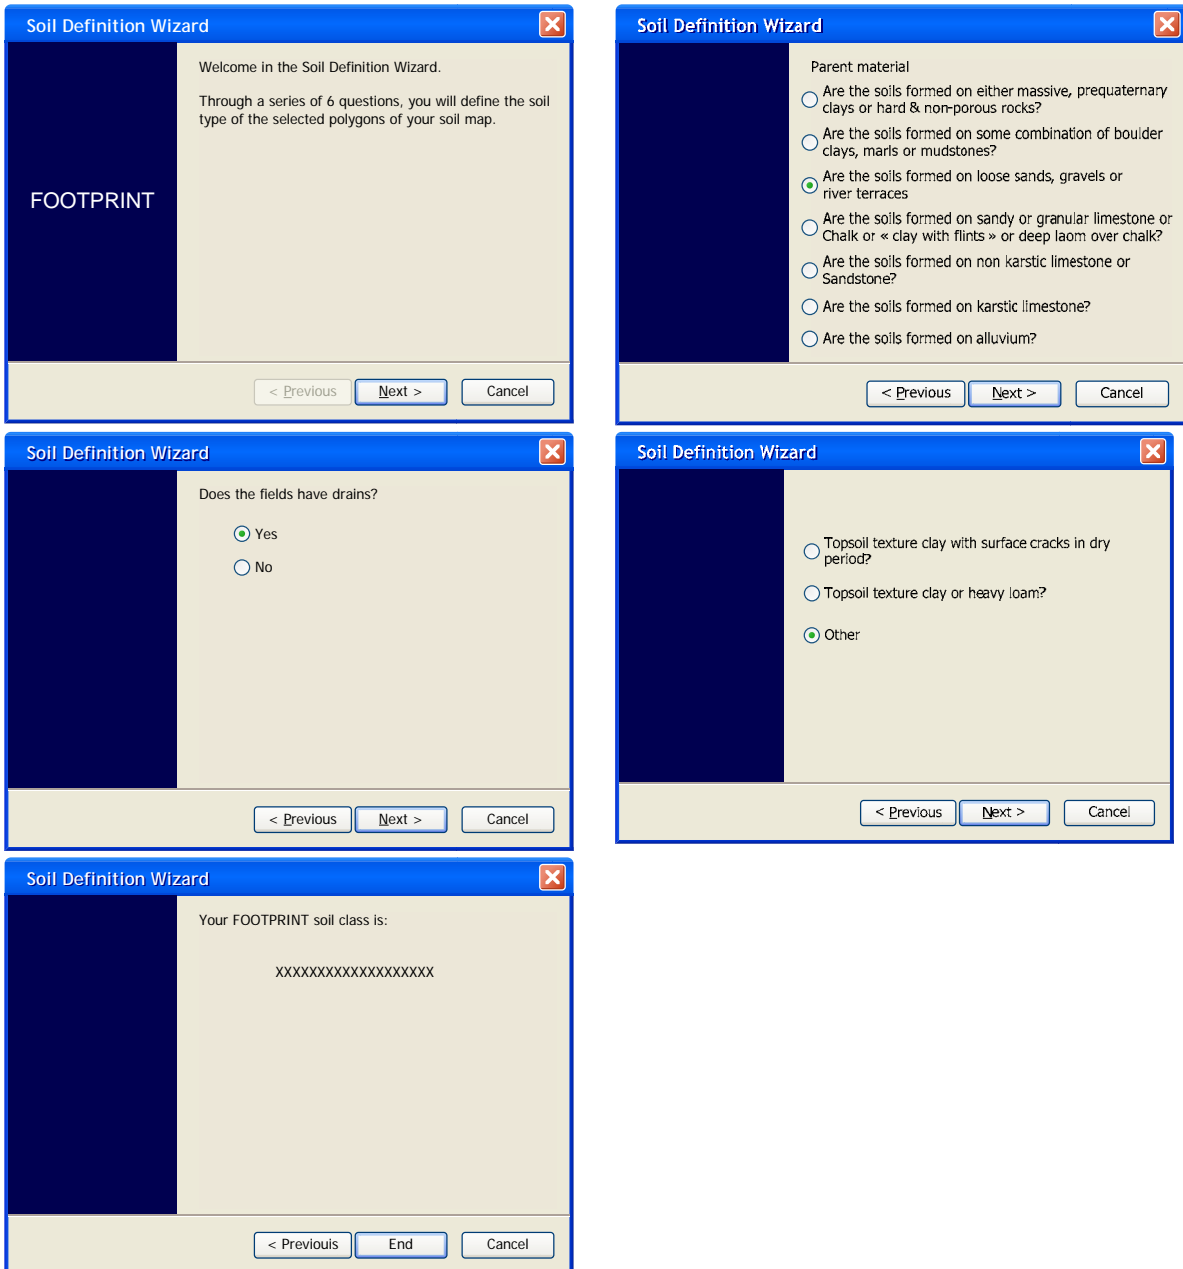 Soil Definition Wizard
FOOTPRINT
Welcome in the Soil Definition Wizard.
Through a series of 6 questions, you will define the soil
type of the selected polygons of your soil map.
< Previous
Next >
Cancel
Soil Definition Wizard
Parent material
Are the soils formed on either massive, prequaternary
clays or hard & non-porous rocks?
Are the soils formed on some combination of boulder
clays, marls or mudstones?
Are the soils formed on loose sands, gravels or
river terraces
Are the soils formed on sandy or granular limestone or
Chalk or « clay with flints » or deep laom over chalk?
Are the soils formed on non karstic limestone or
Sandstone?
Are the soils formed on karstic limestone?
Are the soils formed on alluvium?
< Previous
Next >
Cancel
Soil Definition Wizard
Does the fields have drains?
Yes
No
< Previous
Next >
Cancel
Soil Definition Wizard
Topsoil texture clay with surface cracks in dry
period?
Topsoil texture clay or heavy loam?
Other
< Previous
Next >
Cancel
Soil Definition Wizard
Your FOOTPRINT soil class is:
XXXXXXXXXXXXXXXXXXX
< Previouis
End
Cancel